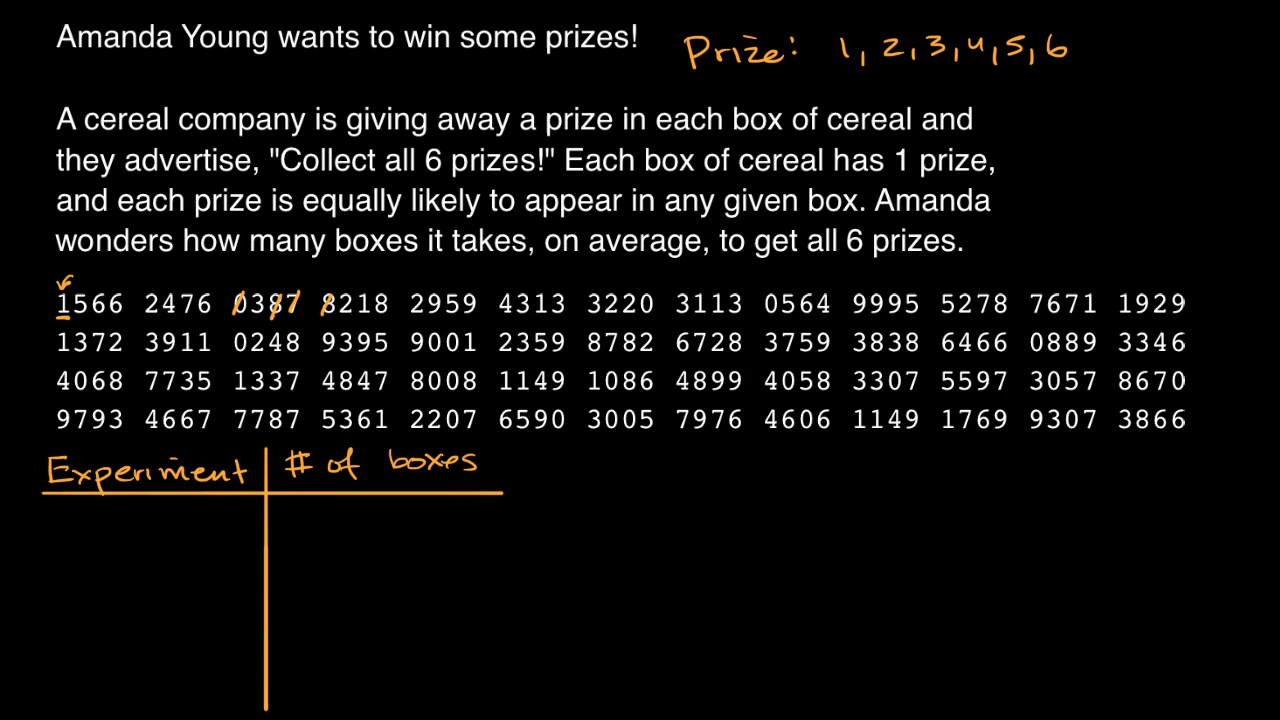 Amanda Young wants to win some prizes! Prize: 1, 2, 3, 4, 5, 6
A cereal company is giving away a prize in each box of cereal and
they advertise, "Collect all 6 prizes!" Each box of cereal has 1 prize,
and each prize is equally likely to appear in any given box. Amanda
wonders how many boxes it takes, on average, to get all 6 prizes.
1566 2476 0387 8218 2959 4313 3220 3113 0564 9995 5278 7671 1929
1372 3911 0248 9395 9001 2359 8782 6728 3759 3838 6466 0889 3346
4068 7735 1337 4847 8008 1149 1086 4899 4058 3307 5597 3057 8670
9793 4667 7787 5361 2207 6590 3005 7976 4606 1149 1769 9307 3866
Experiment # of boxes